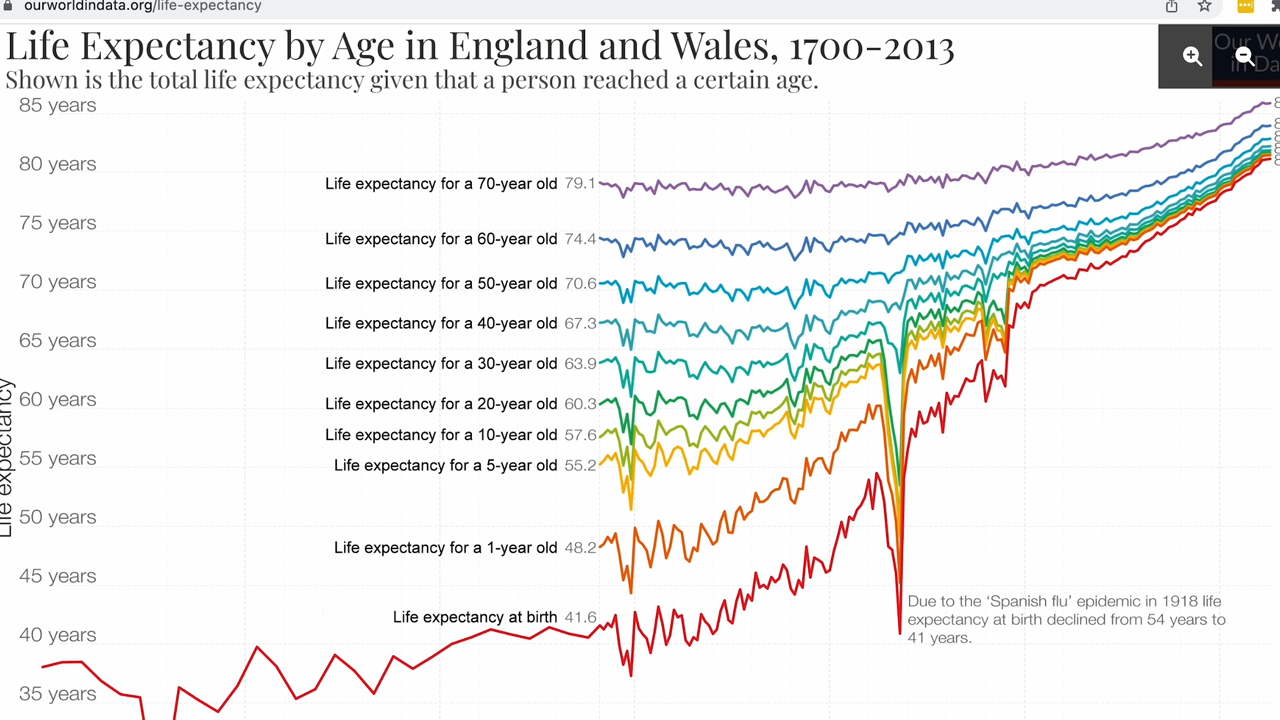 ourworldindata.org/life-expectancy
Life Expectancy by Age in England and Wales, 1700-2013
Shown is the total life expectancy given that a person reached a certain age.
Our W
in Da
85 years
80 years
75 years
70 years
65 years
60 years
55 years
50 years
45 years
40 years
35 years
Life expectancy
Life expectancy for a 70-year old 79.1
Life expectancy for a 60-year old 74.4
Life expectancy for a 50-year old 70.6
Life expectancy for a 40-year old 67.3
Life expectancy for a 30-year old 63.9
Life expectancy for a 20-year old 60.3
Life expectancy for a 10-year old 57.6
Life expectancy for a 5-year old 55.2
Life expectancy for a 1-year old 48.2
Life expectancy at birth 41.6
Due to the ‘Spanish flu’ epidemic in 1918 life
expectancy at birth declined from 54 years to
41 years.